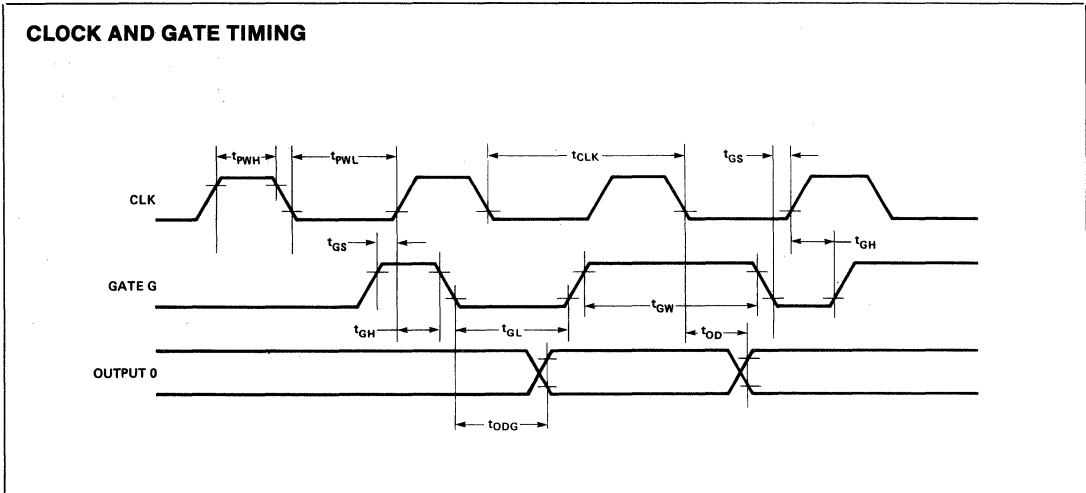 CLOCK AND GATE TIMING
tPWH
tPWL
tCLK
tGS
CLK
tGS
tGH
GATE G
tGH
tGL
tGW
tOD
OUTPUT 0
tODG